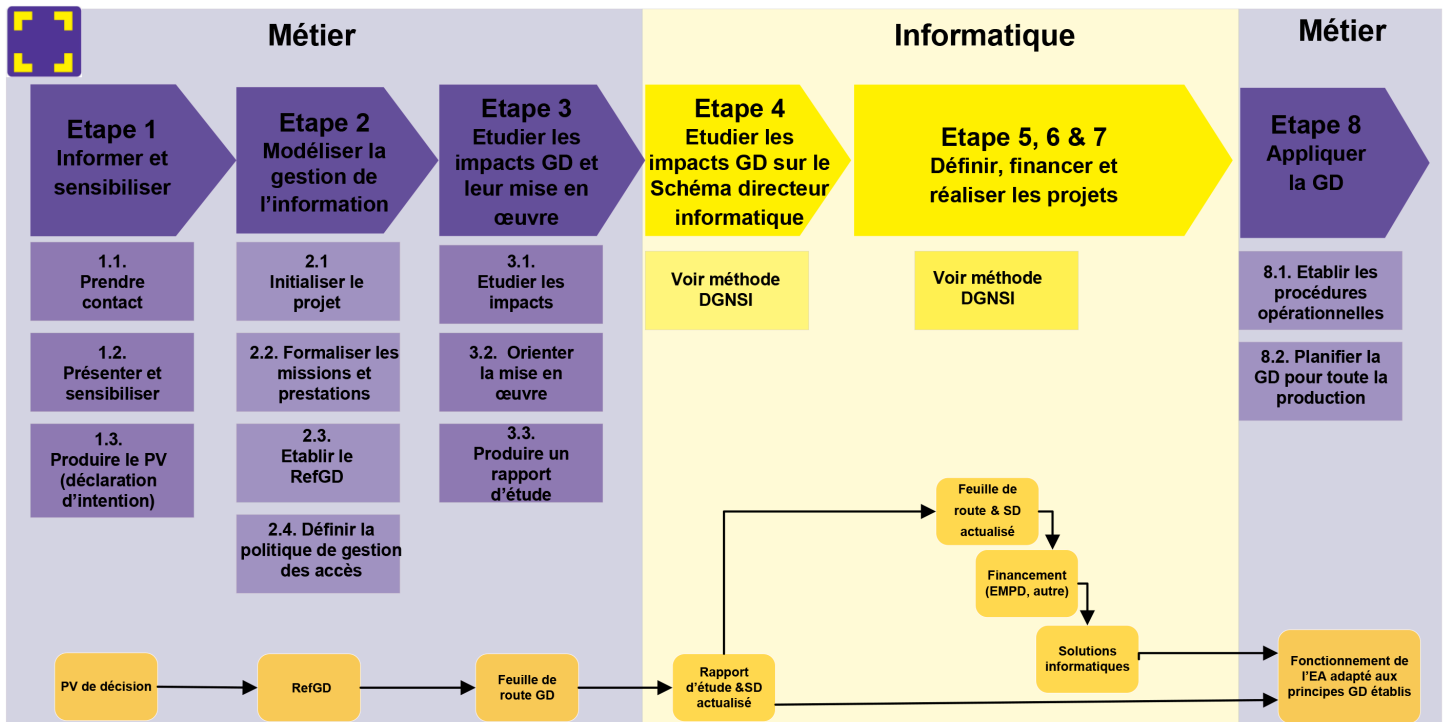 Métier
Informatique
Métier
Etape 1
Informer et
sensibiliser
Etape 2
Modéliser la
gestion de
l'information
Etape 3
Etudier les
impacts GD et
leur mise en
œuvre
Etape 4
Etudier les
impacts GD sur le
Schéma directeur
informatique
Etape 5, 6 & 7
Définir, financer et
réaliser les projets
Etape 8
Appliquer
la GD
1.1.
Prendre
contact
1.2.
Présenter et
sensibiliser
1.3.
Produire le PV
(déclaration
d'intention)
2.1
Initialiser le
projet
2.2. Formaliser les
missions et
prestations
2.3.
Etablir le
RefGD
2.4. Définir la
politique de gestion
des accès
3.1.
Etudier les
impacts
3.2. Orienter
la mise en
œuvre
3.3.
Produire un
rapport
d'étude
Voir méthode
DGNSI
Voir méthode
DGNSI
8.1. Etablir les
procédures
opérationnelles
8.2. Planifier la
GD pour toute la
production
Feuille de
route & SD
actualisé
Financement
(EMPD, autre)
Solutions
informatiques
PV de décision
RefGD
Feuille de
route GD
Rapport
d'étude &SD
actualisé
Fonctionnement de
l'EA adapté aux
principes GD établis